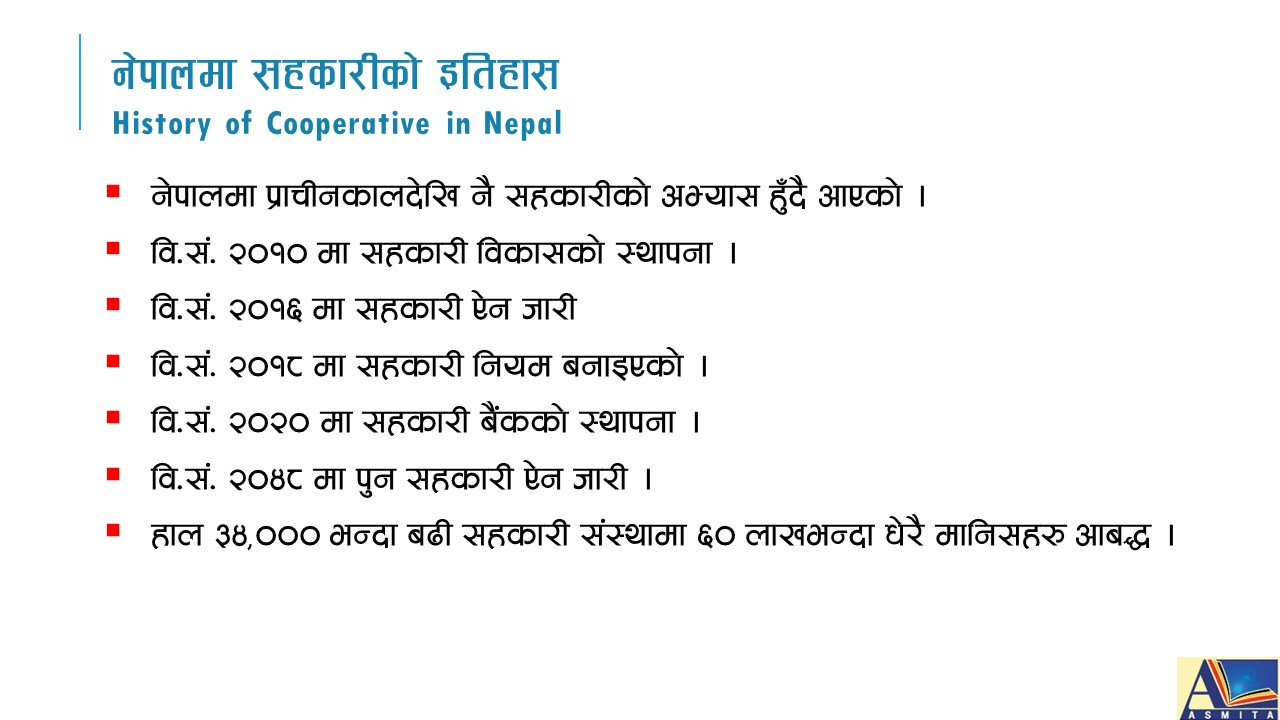 नेपालमा सहकारीको इतिहास
History of Cooperative in Nepal
▪ नेपालमा प्राचीनकालदेखि नै सहकारीको अभ्यास हुँदै आएको ।
▪ वि.सं. २०१० मा सहकारी विकासको स्थापना ।
▪ वि.सं. २०१६ मा सहकारी ऐन जारी
▪ वि.सं. २०१८ मा सहकारी नियम बनाइएको ।
▪ वि.सं. २०२० मा सहकारी बैंकको स्थापना ।
▪ वि.सं. २०४८ मा पुन सहकारी ऐन जारी ।
▪ हाल ३४,००० भन्दा बढी सहकारी संस्थामा ६० लाखभन्दा धेरै मानिसहरु आबद्ध ।
ASMITA